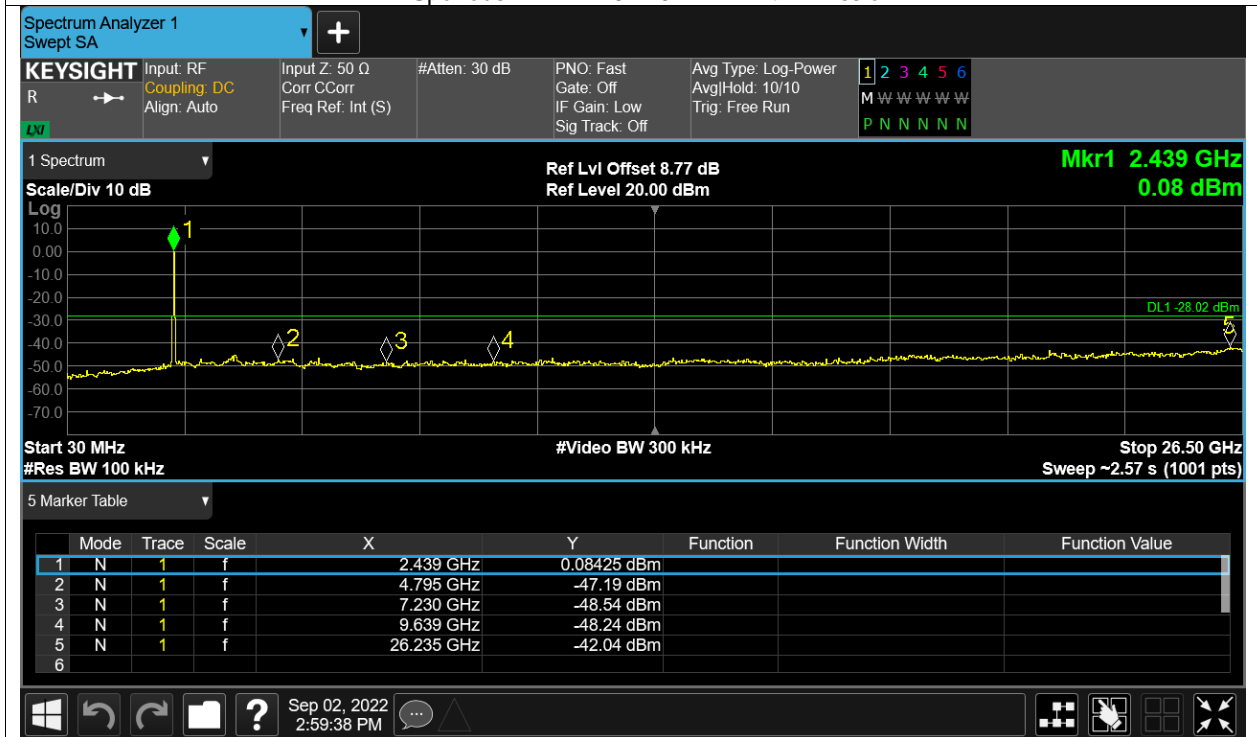 Spectrum Analyzer 1
Swept SA
+
KEYSIGHT Input: RF Input Z: 50 Ω #Atten: 30 dB PNO: Fast Avg Type: Log-Power 1 2 3 4 5 6
R Coupling: DC Corr CCorr Gate: Off Avg|Hold: 10/10 M W W W W W
Align: Auto Freq Ref: Int (S) IF Gain: Low Trig: Free Run
LXI Sig Track: Off P N N N N N
1 Spectrum Ref Lvl Offset 8.77 dB Mkr1 2.439 GHz
Scale/Div 10 dB Ref Level 20.00 dBm 0.08 dBm
Log
10.0
1
0.00
-10.0
-20.0
DL1 -28.02 dBm
-30.0
5
-40.0
2 3 4
-50.0
-60.0
-70.0
Start 30 MHz #Video BW 300 kHz Stop 26.50 GHz
#Res BW 100 kHz Sweep ~2.57 s (1001 pts)
5 Marker Table
Mode Trace Scale X Y Function Function Width Function Value
1 N 1 f 2.439 GHz 0.08425 dBm
2 N 1 f 4.795 GHz -47.19 dBm
3 N 1 f 7.230 GHz -48.54 dBm
4 N 1 f 9.639 GHz -48.24 dBm
5 N 1 f 26.235 GHz -42.04 dBm
6
? Sep 02, 2022
2:59:38 PM